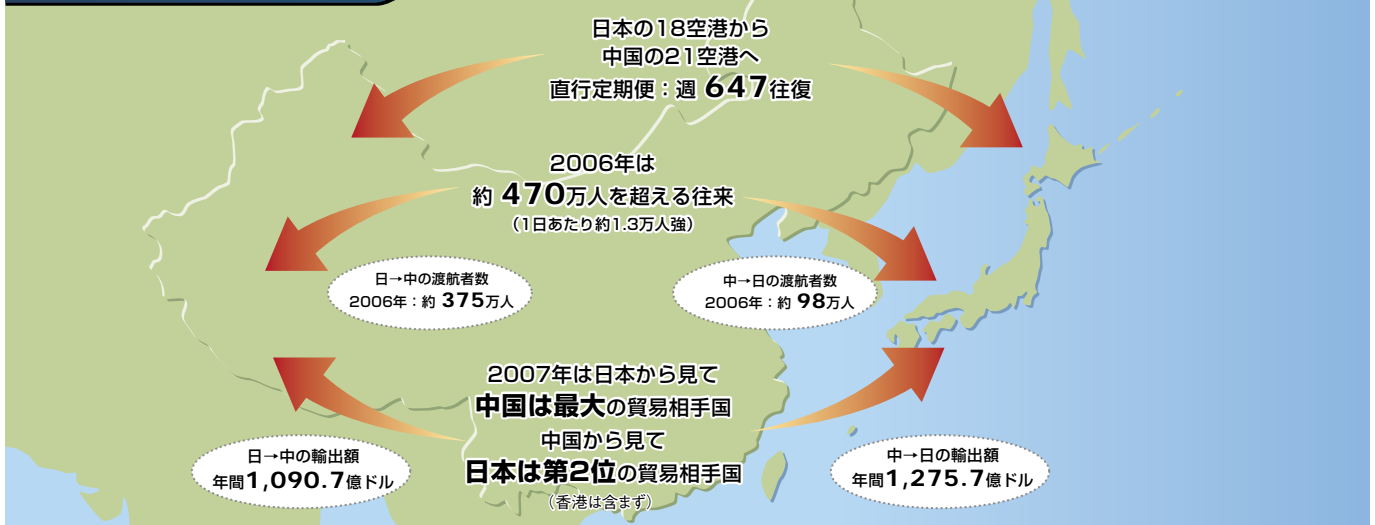 日本の18空港から
中国の21空港へ
直行定期便：週 647往復
2006年は
約 470万人を超える往来
（1日あたり約1.3万人強）
日→中の渡航者数
2006年：約 375万人
中→日の渡航者数
2006年：約 98万人
2007年は日本から見て
中国は最大の貿易相手国
中国から見て
日本は第2位の貿易相手国
（香港は含まず）
日→中の輸出額
年間1,090.7億ドル
中→日の輸出額
年間1,275.7億ドル